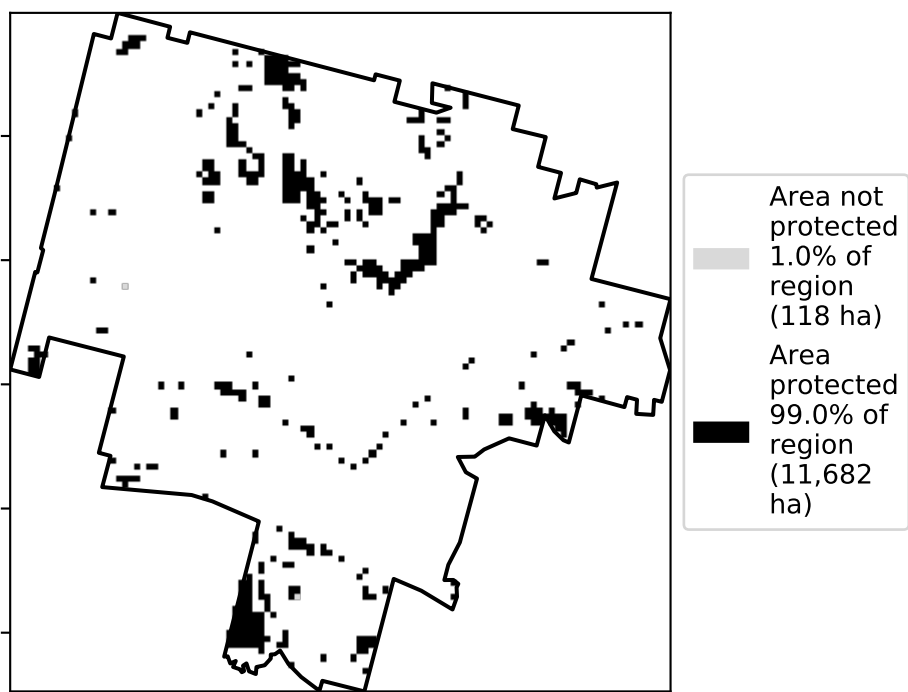 Area not
protected
1.0% of
region
(118 ha)
Area
protected
99.0% of
region
(11,682
ha)